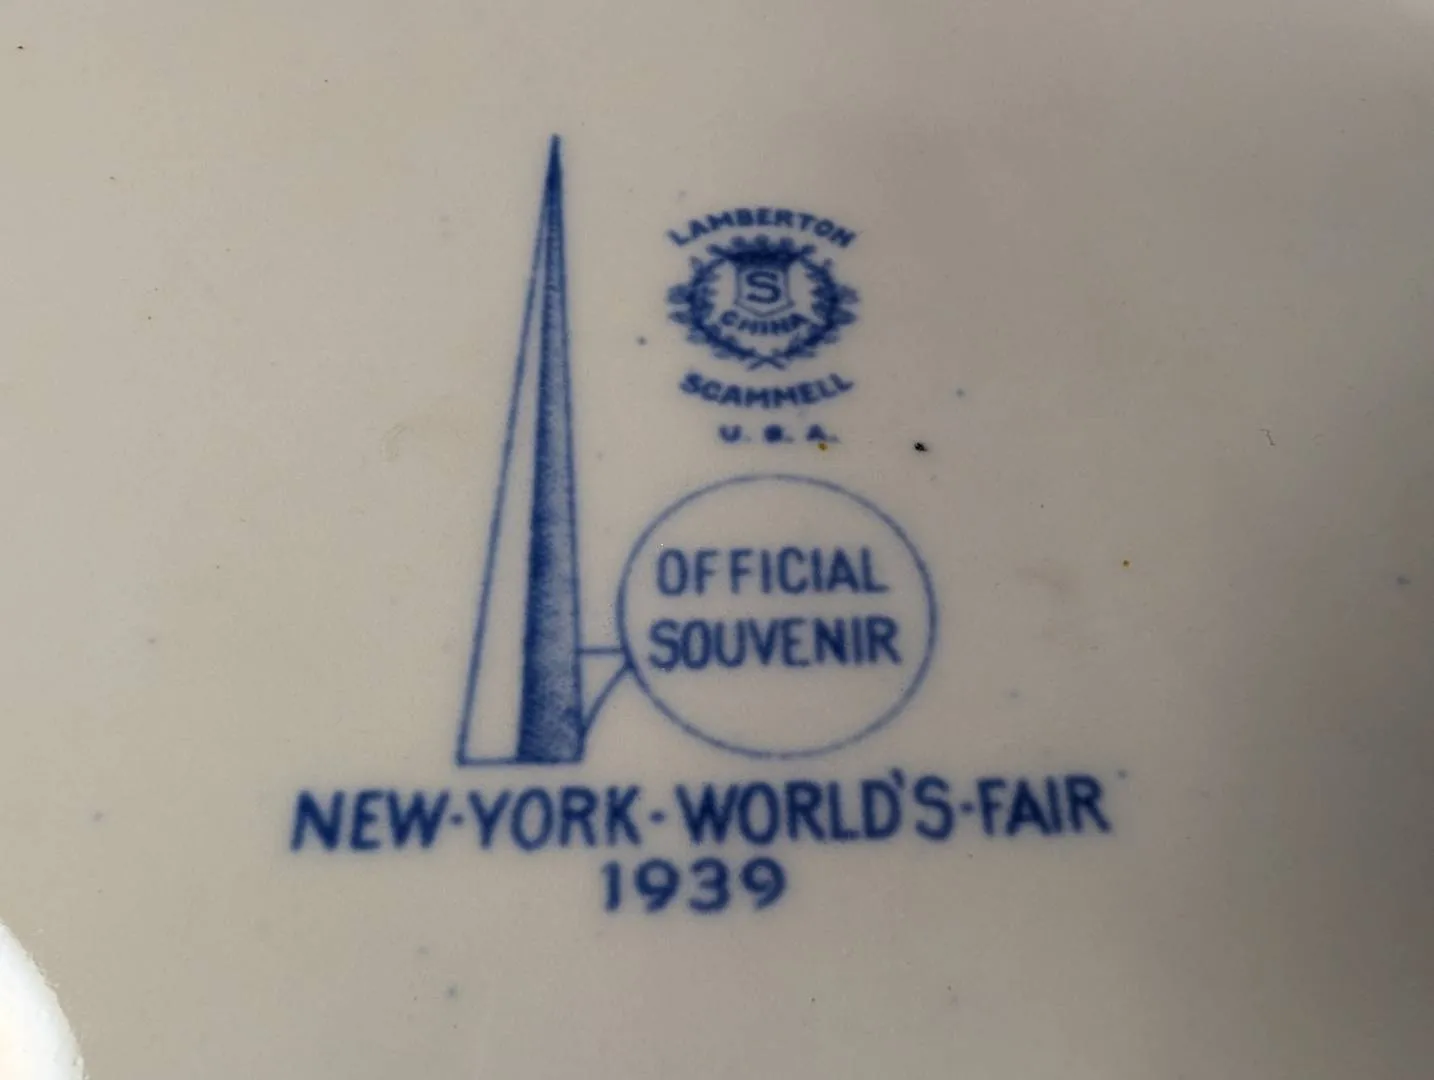 LAMBERTON
S
CHINA
SCAMMELL
U. S. A.
OFFICIAL
SOUVENIR
NEW-YORK-WORLD'S-FAIR
1939